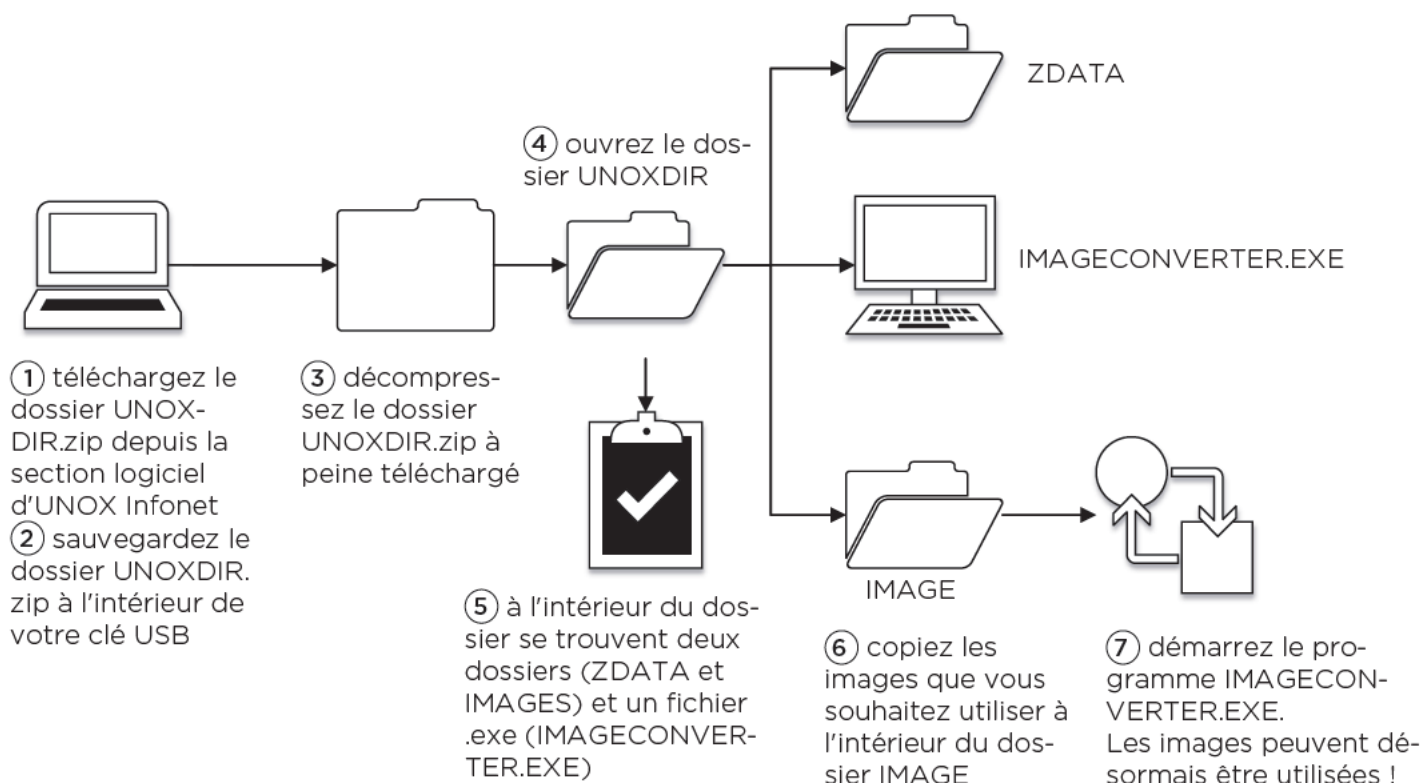 ZDATA
④ ouvrez le dos-
sier UNOXDIR
IMAGECONVERTER.EXE
① téléchargez le
dossier UNOX-
DIR.zip depuis la
section logiciel
d'UNOX Infonet
② sauvegardez le
dossier UNOXDIR.
zip à l'intérieur de
votre clé USB
③ décompres-
sez le dossier
UNOXDIR.zip à
peine téléchargé
⑤ à l'intérieur du dos-
sier se trouvent deux
dossiers (ZDATA et
IMAGES) et un fichier
.exe (IMAGECONVER-
TER.EXE)
IMAGE
⑥ copiez les
images que vous
souhaitez utiliser à
l'intérieur du dos-
sier IMAGE
⑦ démarrez le pro-
gramme IMAGECON-
VERTER.EXE.
Les images peuvent dé-
sormais être utilisées !